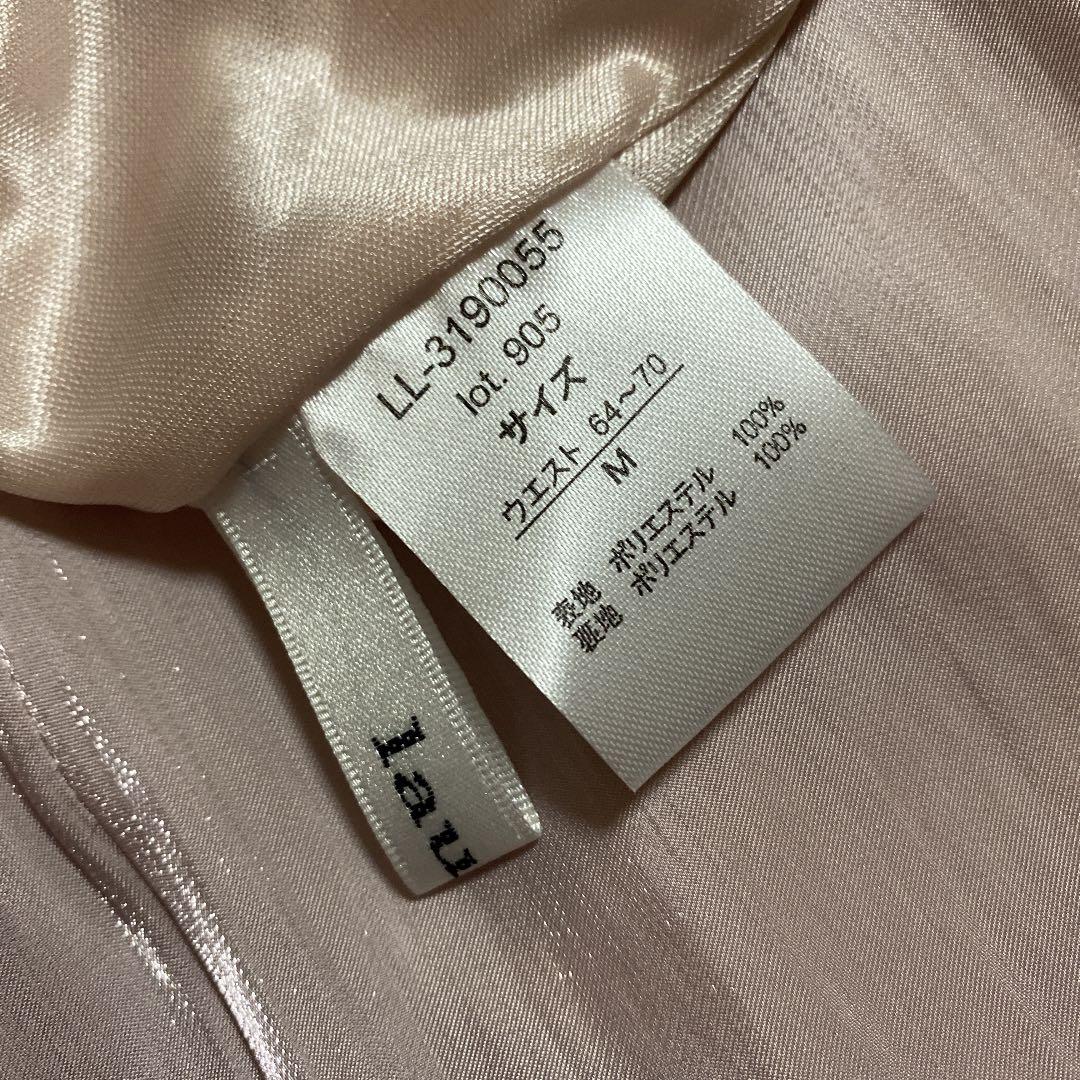 LL-3190055
lot. 905
サイズ
ウエスト 64～70
M
表地 ポリエステル 100%
裏地 ポリエステル 100%
lau